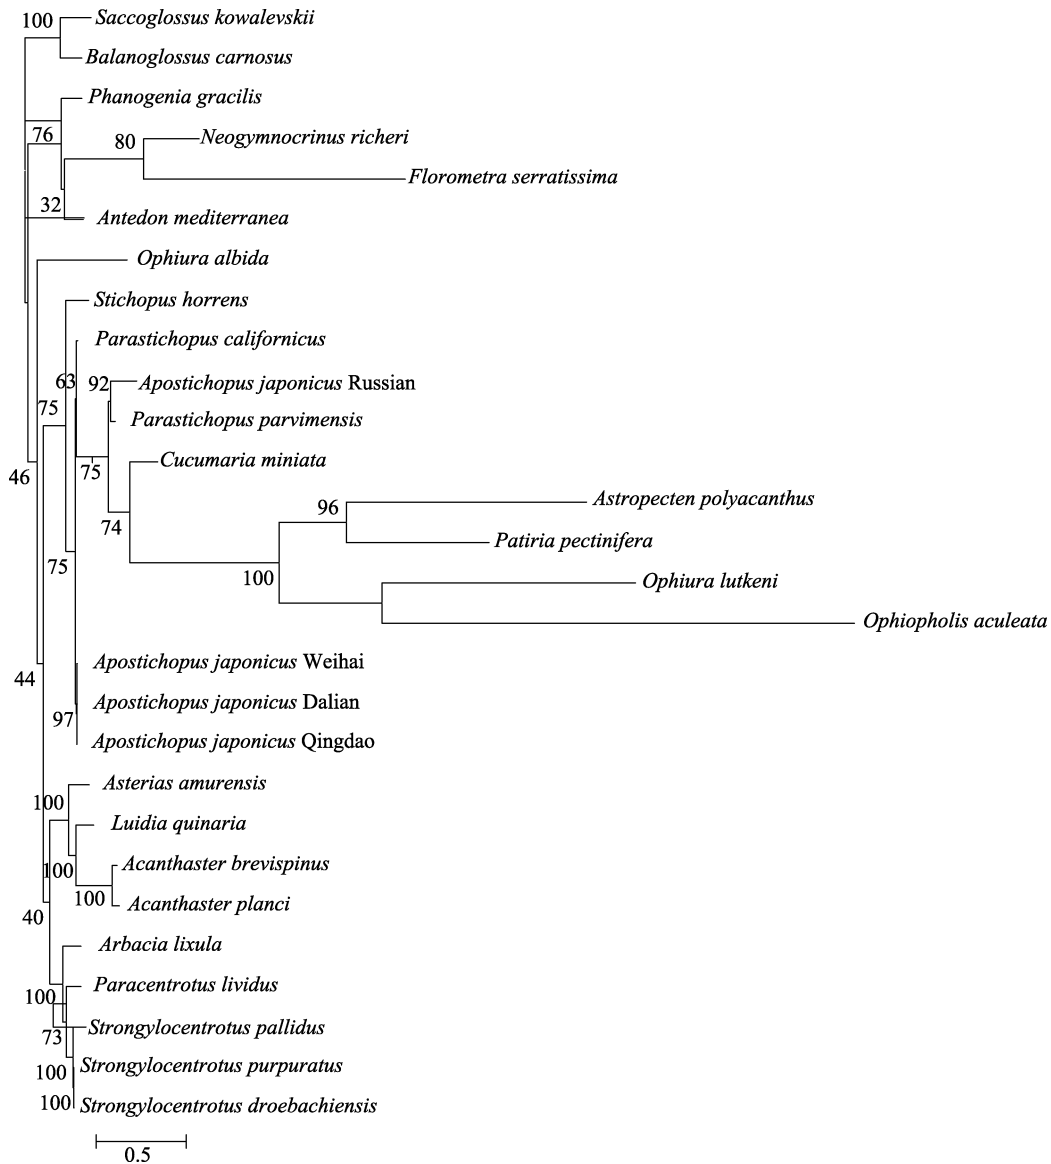 100
Saccoglossus kowalevskii
Balanoglossus carnosus
Phanogenia gracilis
76
80
Neogymnocrinus richeri
Florometra serratissima
32
Antedon mediterranea
Ophiura albida
Stichopus horrens
Parastichopus californicus
63
92
Apostichopus japonicus Russian
75
Parastichopus parvimensis
Cucumaria miniata
75
46
Astropecten polyacanthus
96
74
Patiria pectinifera
75
100
Ophiura lutkeni
Ophiopholis aculeata
Apostichopus japonicus Weihai
44
Apostichopus japonicus Dalian
97
Apostichopus japonicus Qingdao
Asterias amurensis
100
Luidia quinaria
Acanthaster brevispinus
100
100
Acanthaster planci
40
Arbacia lixula
Paracentrotus lividus
100
Strongylocentrotus pallidus
73
Strongylocentrotus purpuratus
100
100
Strongylocentrotus droebachiensis
0.5